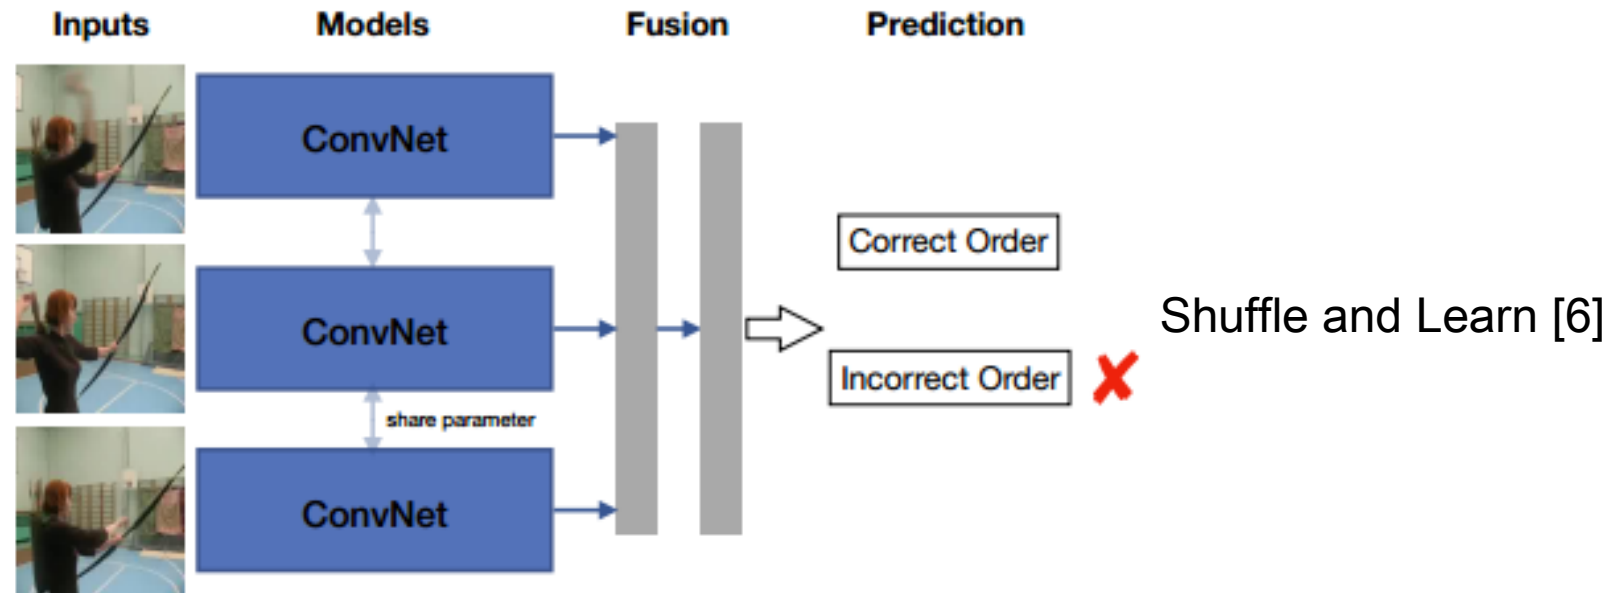 Inputs Models Fusion Prediction
ConvNet
Correct Order
ConvNet
Shuffle and Learn [6]
Incorrect Order
share parameter
ConvNet